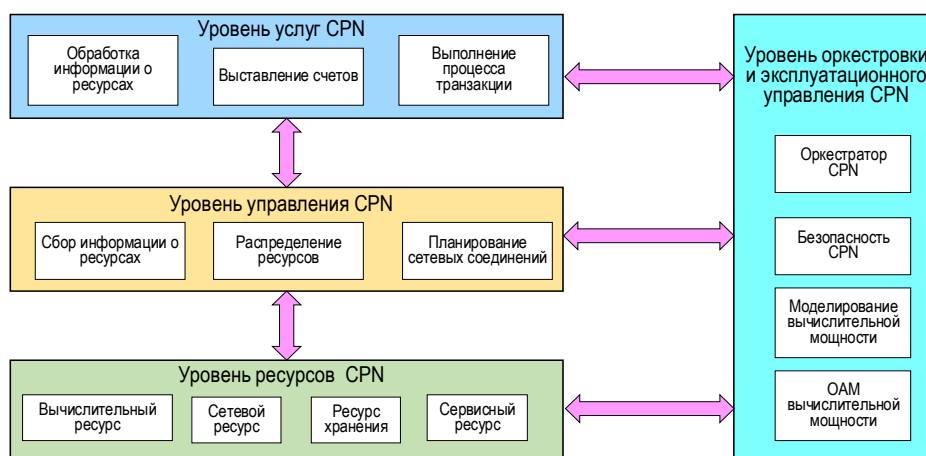 Уровень услуг CPN
Обработка
информации о
ресурсах
Выставление счетов
Выполнение
процесса
транзакции
Уровень управления CPN
Сбор информации о
ресурсах
Распределение
ресурсов
Планирование
сетевых соединений
Уровень ресурсов CPN
Вычислительный
ресурс
Сетевой
ресурс
Ресурс
хранения
Сервисный
ресурс
Уровень оркестровки
и эксплуатационного
управления CPN
Оркестратор
CPN
Безопасность
CPN
Моделирование
вычислительной
мощности
ОАМ
вычислительной
мощности